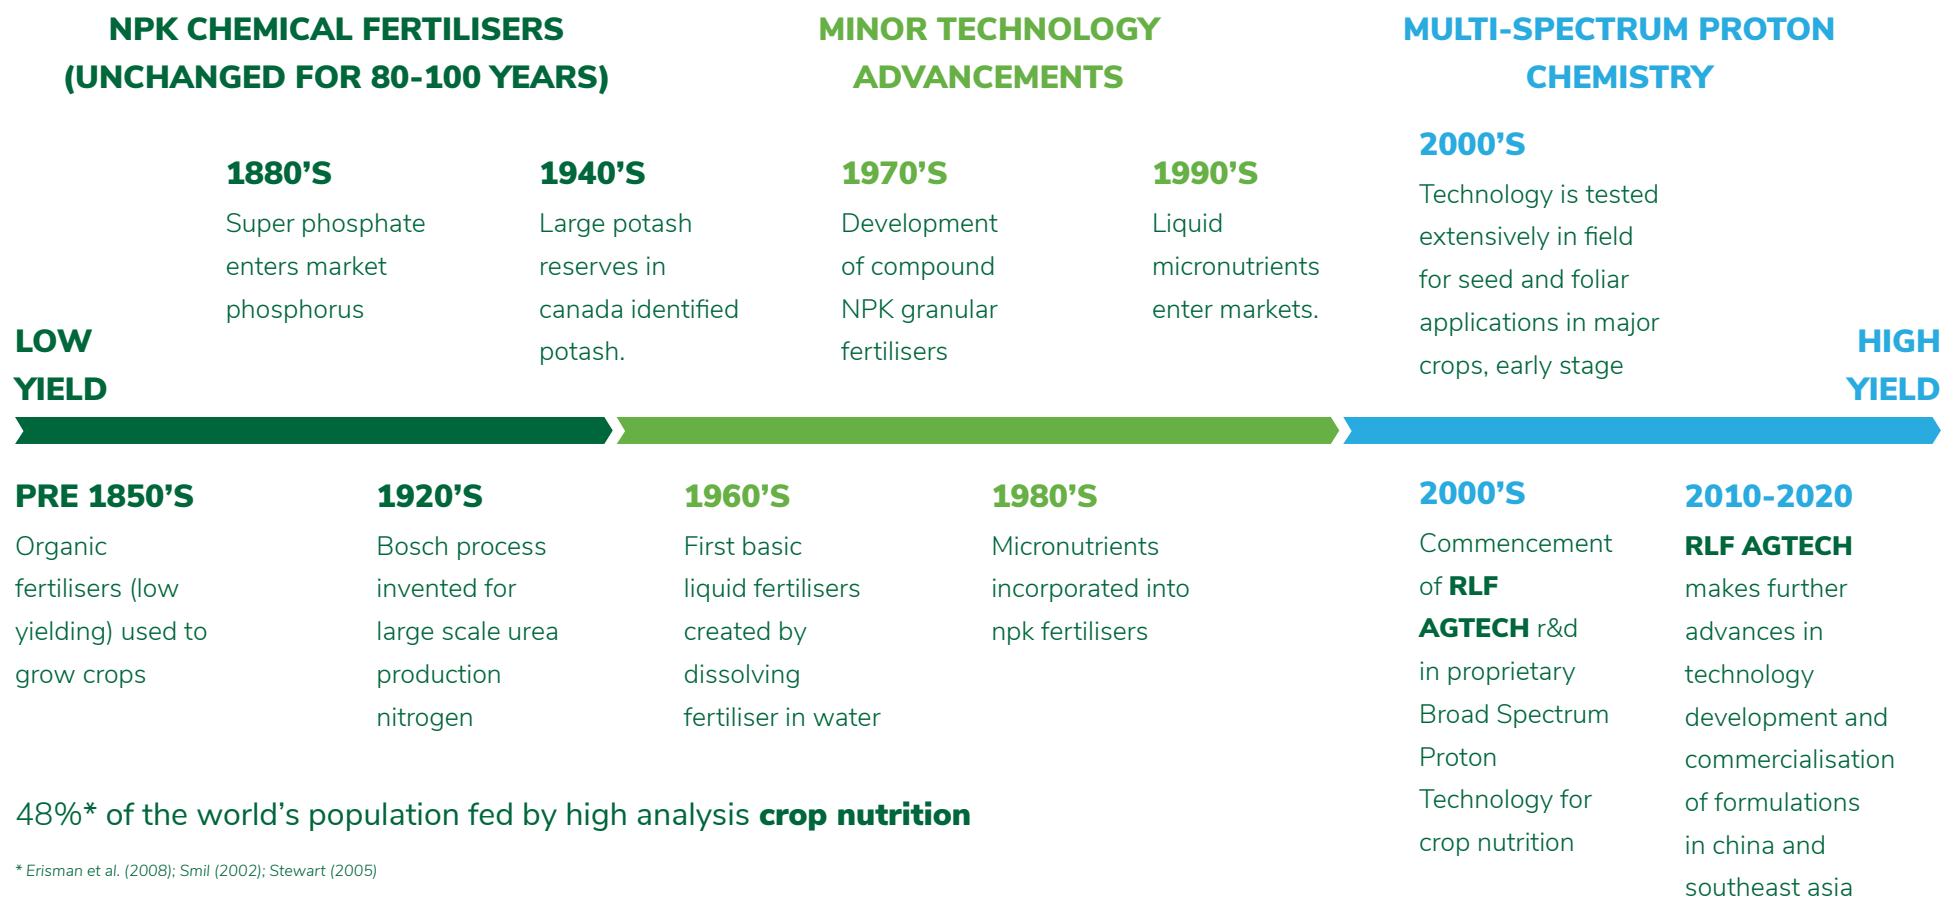 NPK CHEMICAL FERTILISERS
(UNCHANGED FOR 80-100 YEARS)
MINOR TECHNOLOGY
ADVANCEMENTS
MULTI-SPECTRUM PROTON
CHEMISTRY
1880'S
Super phosphate
enters market
phosphorus
1940'S
Large potash
reserves in
canada identified
potash.
1970'S
Development
of compound
NPK granular
fertilisers
1990'S
Liquid
micronutrients
enter markets.
2000'S
Technology is tested
extensively in field
for seed and foliar
applications in major
crops, early stage
LOW
YIELD
HIGH
YIELD
PRE 1850'S
Organic
fertilisers (low
yielding) used to
grow crops
1920'S
Bosch process
invented for
large scale urea
production
nitrogen
1960'S
First basic
liquid fertilisers
created by
dissolving
fertiliser in water
1980'S
Micronutrients
incorporated into
npk fertilisers
2000'S
Commencement
of RLF
AGTECH r&d
in proprietary
Broad Spectrum
Proton
Technology for
crop nutrition
2010-2020
RLF AGTECH
makes further
advances in
technology
development and
commercialisation
of formulations
in china and
southeast asia
48%* of the world's population fed by high analysis crop nutrition
* Erisman et al. (2008); Smil (2002); Stewart (2005)